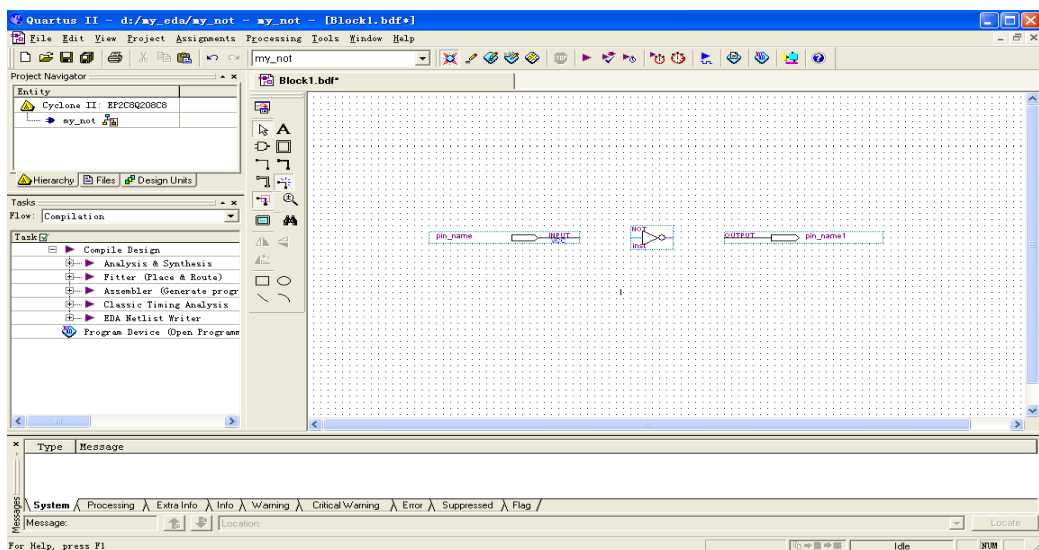 Quartus II - d:/my_eda/my_not - my_not - [Block1.bdf*]
File Edit View Project Assignments Processing Tools Window Help
my_not
Project Navigator
Block1.bdf*
Entity
Cyclone II: EP2C8Q208C8
my_not
Hierarchy Files Design Units
Tasks
Flow: Compilation
Task
Compile Design
Analysis & Synthesis
Fitter (Place & Route)
Assembler (Generate progr
Classic Timing Analysis
EDA Netlist Writer
Program Device (Open Programm
A
pin_name INPUT
VCC
NOT
inst
OUTPUT pin_name1
Type Message
System Processing Extra Info Info Warning Critical Warning Error Suppressed Flag
Messages
Message: Location: Locate
For Help, press F1 Idle NUM